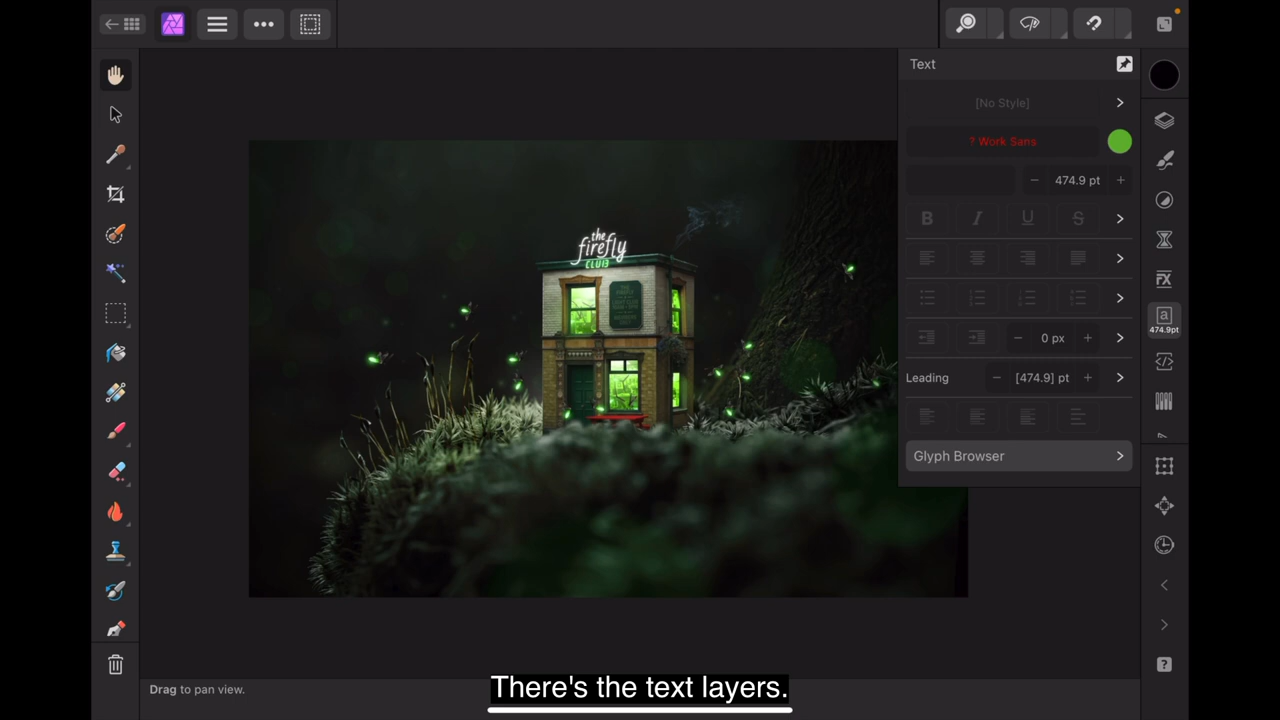 Text
[No Style]
? Work Sans
474.9 pt
B I U S
0 px
Leading
[474.9] pt
Glyph Browser
474.9pt
the
firefly
CLUB
Drag to pan view.
There's the text layers.